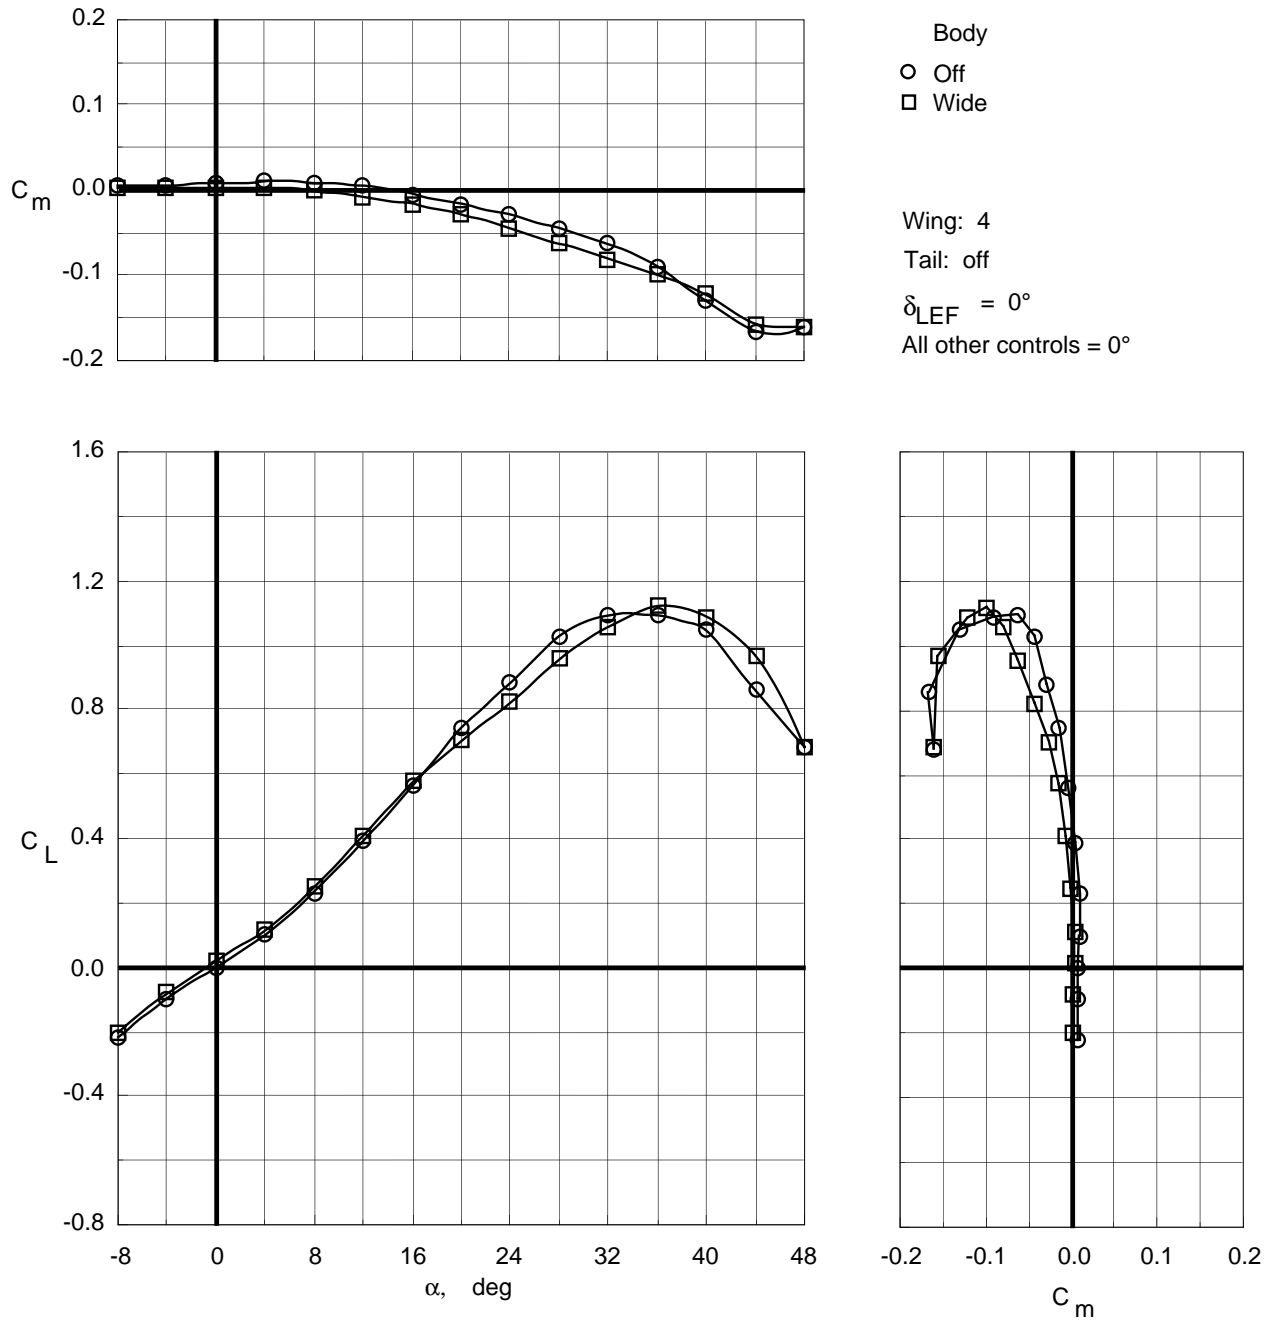 0.2
0.1
C m 0.0
-0.1
-0.2
Body
Off
Wide
Wing: 4
Tail: off
δLEF = 0°
All other controls = 0°
1.6
1.2
0.8
C L 0.4
0.0
-0.4
-0.8
-8 0 8 16 24 32 40 48
α, deg
-0.2 -0.1 0.0 0.1 0.2
C m